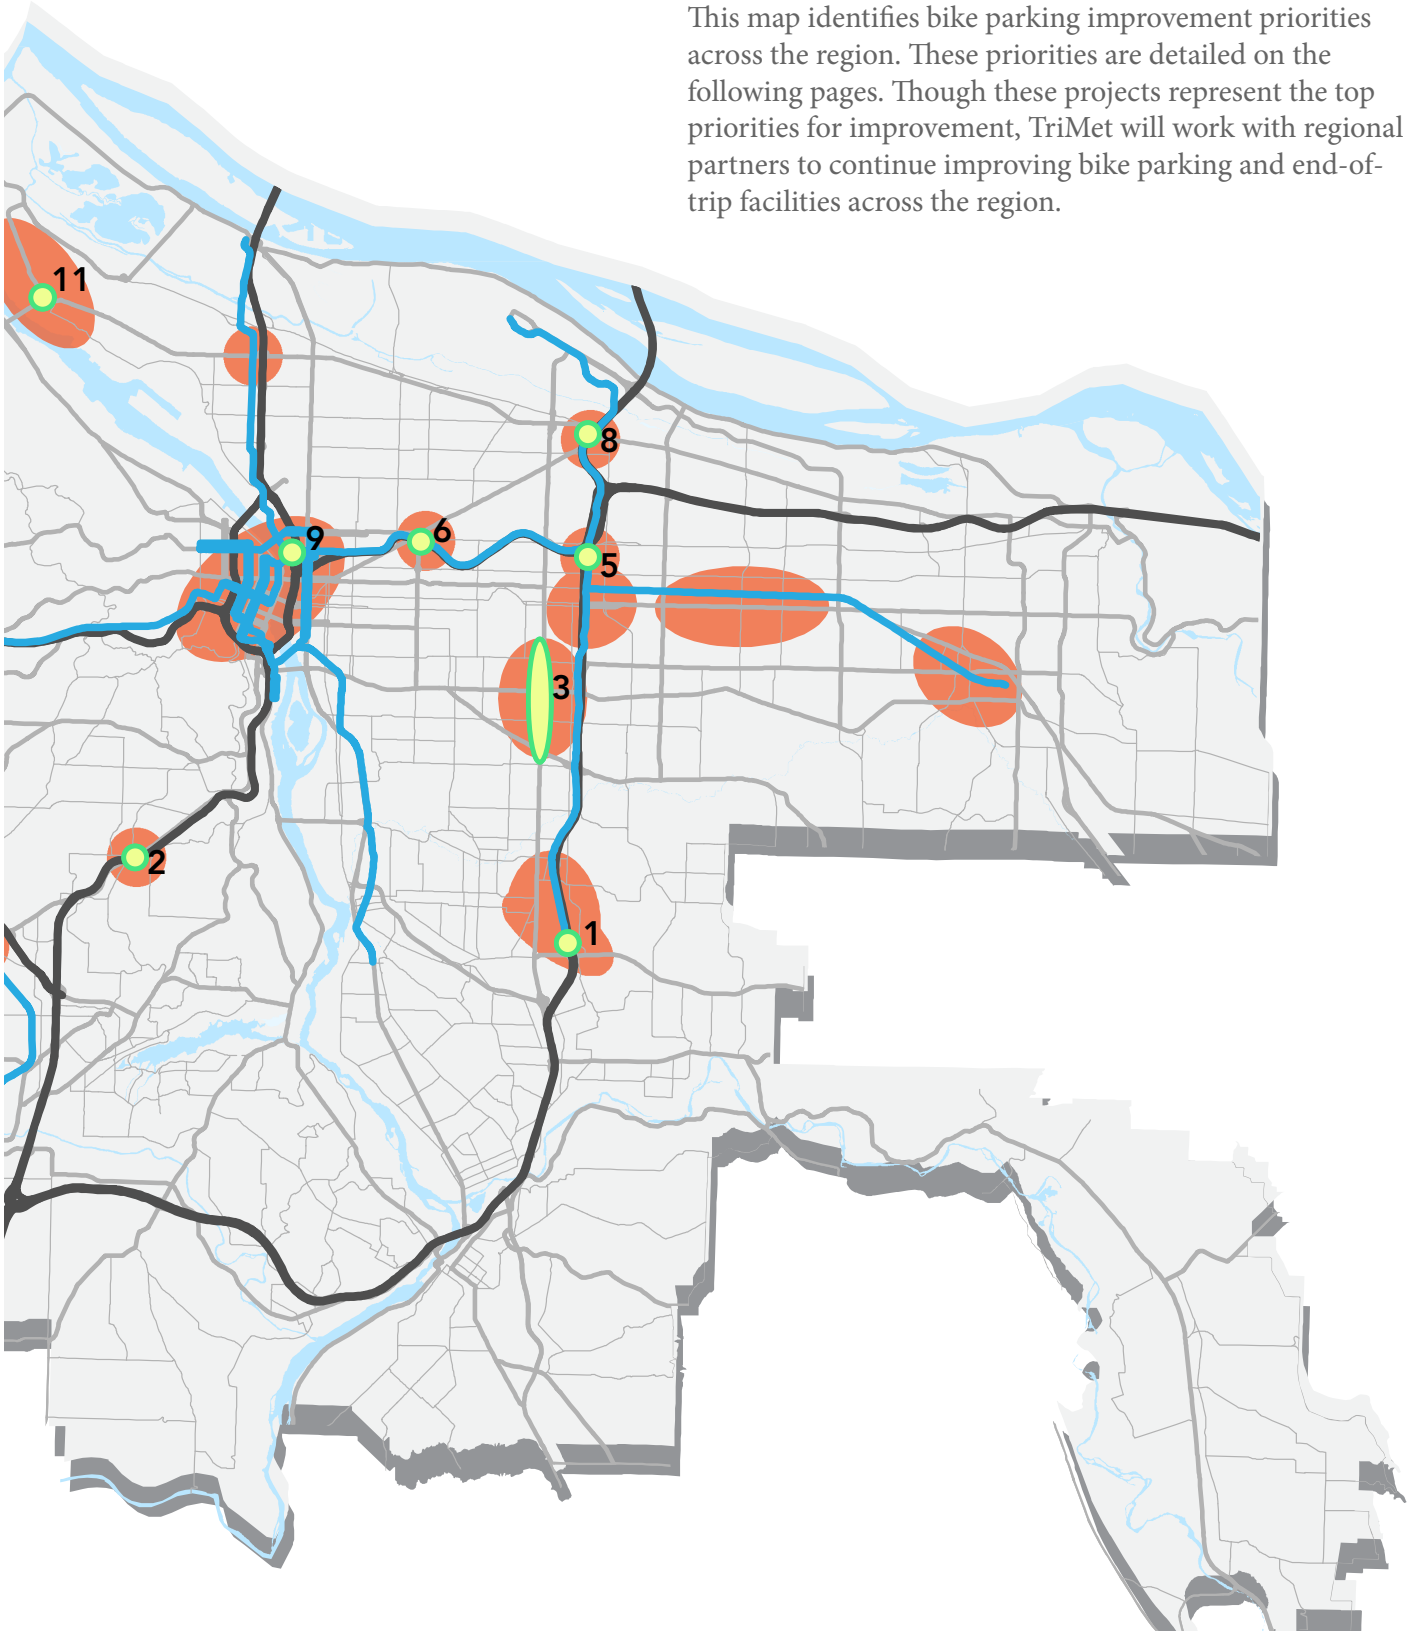 This map identifies bike parking improvement priorities
across the region. These priorities are detailed on the
following pages. Though these projects represent the top
priorities for improvement, TriMet will work with regional
partners to continue improving bike parking and end-of-
trip facilities across the region.
11
8
9
6
5
3
2
1